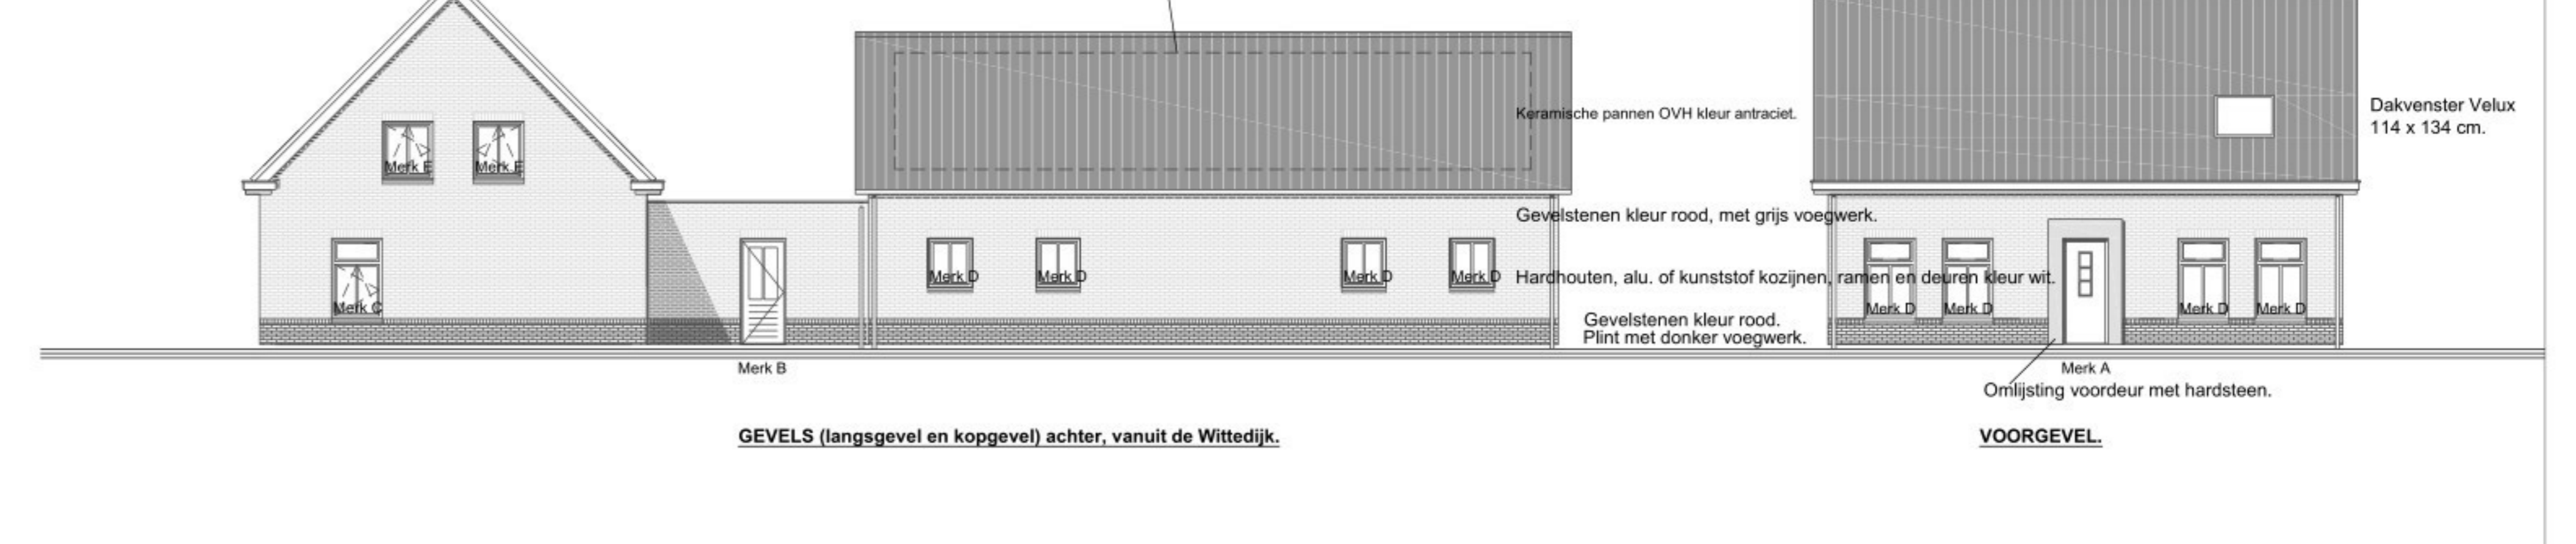 Keramische pannen OVH kleur antraciet.
Dakvenster Velux
114 x 134 cm.
Merk E
Merk E
Gevelstenen kleur rood, met grijs voegwerk.
Merk D
Merk D
Merk D
Merk D
Hardhouten, alu. of kunststof kozijnen, ramen en deuren kleur wit.
Merk C
Merk D
Merk D
Merk D
Merk D
Gevelstenen kleur rood.
Plint met donker voegwerk.
Merk B
Merk A
Omlijsting voordeur met hardsteen.
GEVELS (langsgevel en kopgevel) achter, vanuit de Wittedijk.
VOORGEVEL.